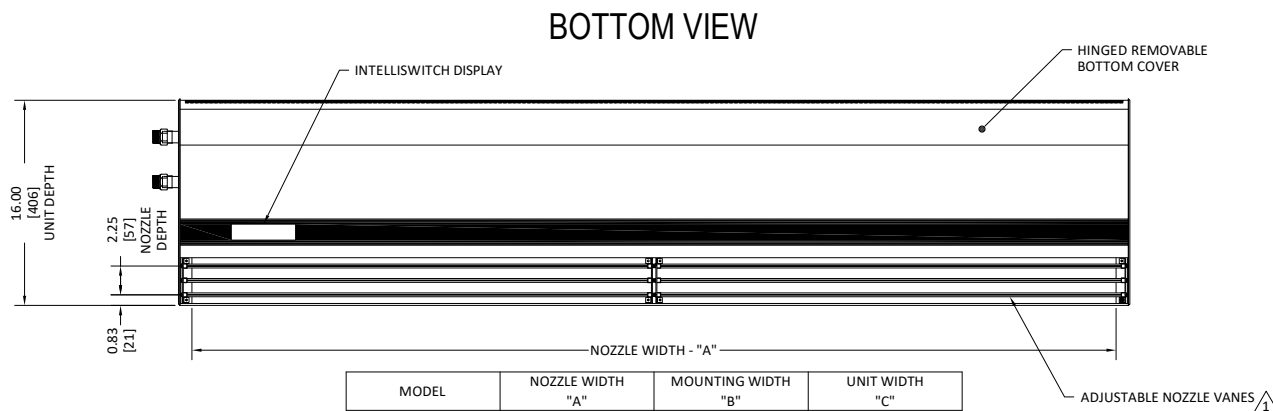 BOTTOM VIEW
INTELLISWITCH DISPLAY
HINGED REMOVABLE
BOTTOM COVER
16.00
[406]
UNIT DEPTH
2.25
[57]
NOZZLE
DEPTH
0.83
[21]
NOZZLE WIDTH - "A"
ADJUSTABLE NOZZLE VANES
1
MODEL
NOZZLE WIDTH
"A"
MOUNTING WIDTH
"B"
UNIT WIDTH
"C"